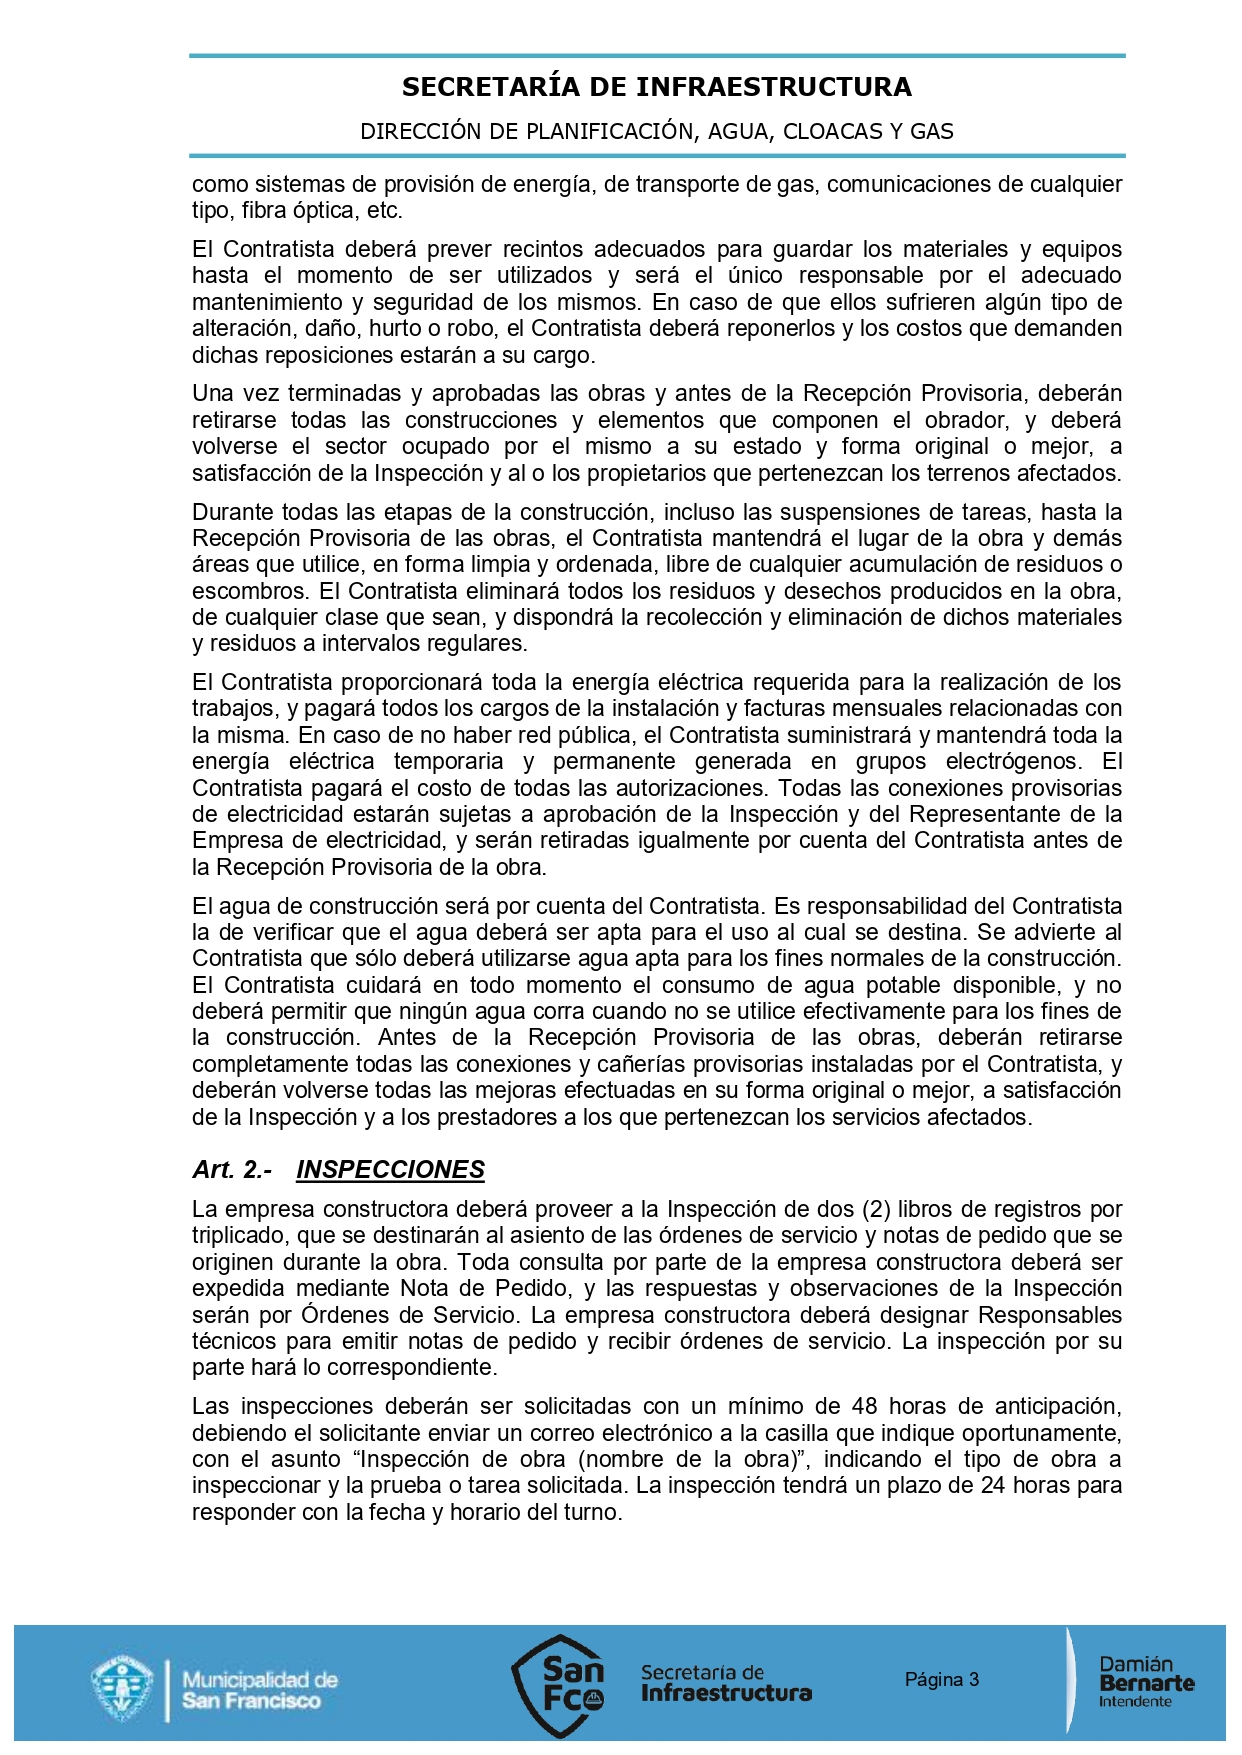 SECRETARÍA DE INFRAESTRUCTURA
DIRECCIÓN DE PLANIFICACIÓN, AGUA, CLOACAS Y GAS
como sistemas de provisión de energía, de transporte de gas, comunicaciones de cualquier
tipo, fibra óptica, etc.
El Contratista deberá prever recintos adecuados para guardar los materiales y equipos
hasta el momento de ser utilizados y será el único responsable por el adecuado
mantenimiento y seguridad de los mismos. En caso de que ellos sufrieren algún tipo de
alteración, daño, hurto o robo, el Contratista deberá reponerlos y los costos que demanden
dichas reposiciones estarán a su cargo.
Una vez terminadas y aprobadas las obras y antes de la Recepción Provisoria, deberán
retirarse todas las construcciones y elementos que componen el obrador, y deberá
volverse el sector ocupado por el mismo a su estado y forma original o mejor, a
satisfacción de la Inspección y al o los propietarios que pertenezcan los terrenos afectados.
Durante todas las etapas de la construcción, incluso las suspensiones de tareas, hasta la
Recepción Provisoria de las obras, el Contratista mantendrá el lugar de la obra y demás
áreas que utilice, en forma limpia y ordenada, libre de cualquier acumulación de residuos o
escombros. El Contratista eliminará todos los residuos y desechos producidos en la obra,
de cualquier clase que sean, y dispondrá la recolección y eliminación de dichos materiales
y residuos a intervalos regulares.
El Contratista proporcionará toda la energía eléctrica requerida para la realización de los
trabajos, y pagará todos los cargos de la instalación y facturas mensuales relacionadas con
la misma. En caso de no haber red pública, el Contratista suministrará y mantendrá toda la
energía eléctrica temporaria y permanente generada en grupos electrógenos. El
Contratista pagará el costo de todas las autorizaciones. Todas las conexiones provisorias
de electricidad estarán sujetas a aprobación de la Inspección y del Representante de la
Empresa de electricidad, y serán retiradas igualmente por cuenta del Contratista antes de
la Recepción Provisoria de la obra.
El agua de construcción será por cuenta del Contratista. Es responsabilidad del Contratista
la de verificar que el agua deberá ser apta para el uso al cual se destina. Se advierte al
Contratista que sólo deberá utilizarse agua apta para los fines normales de la construcción.
El Contratista cuidará en todo momento el consumo de agua potable disponible, y no
deberá permitir que ningún agua corra cuando no se utilice efectivamente para los fines de
la construcción. Antes de la Recepción Provisoria de las obras, deberán retirarse
completamente todas las conexiones y cañerías provisorias instaladas por el Contratista, y
deberán volverse todas las mejoras efectuadas en su forma original o mejor, a satisfacción
de la Inspección y a los prestadores a los que pertenezcan los servicios afectados.
Art. 2.- INSPECCIONES
La empresa constructora deberá proveer a la Inspección de dos (2) libros de registros por
triplicado, que se destinarán al asiento de las órdenes de servicio y notas de pedido que se
originen durante la obra. Toda consulta por parte de la empresa constructora deberá ser
expedida mediante Nota de Pedido, y las respuestas y observaciones de la Inspección
serán por Órdenes de Servicio. La empresa constructora deberá designar Responsables
técnicos para emitir notas de pedido y recibir órdenes de servicio. La inspección por su
parte hará lo correspondiente.
Las inspecciones deberán ser solicitadas con un mínimo de 48 horas de anticipación,
debiendo el solicitante enviar un correo electrónico a la casilla que indique oportunamente,
con el asunto “Inspección de obra (nombre de la obra)”, indicando el tipo de obra a
inspeccionar y la prueba o tarea solicitada. La inspección tendrá un plazo de 24 horas para
responder con la fecha y horario del turno.
Municipalidad de
San Francisco
San
Fco
Secretaría de
Infraestructura
Página 3
Damián
Bernarte
Intendente